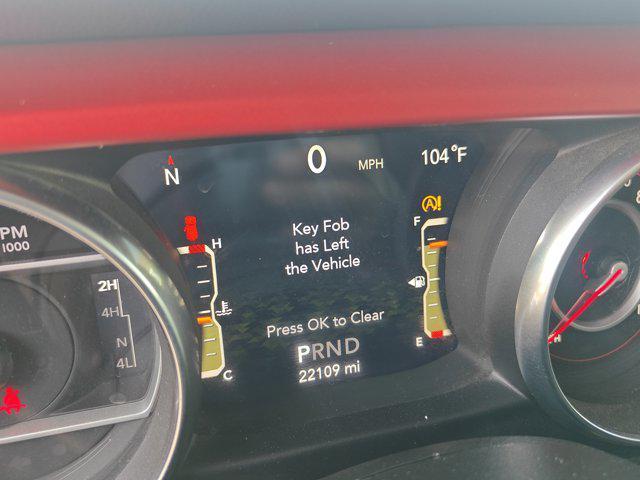 N
0 MPH
104°F
PM
1000
2H
4H
N
4L
H
C
Key Fob
has Left
the Vehicle
Press OK to Clear
PRND
22109 mi
F
E
H